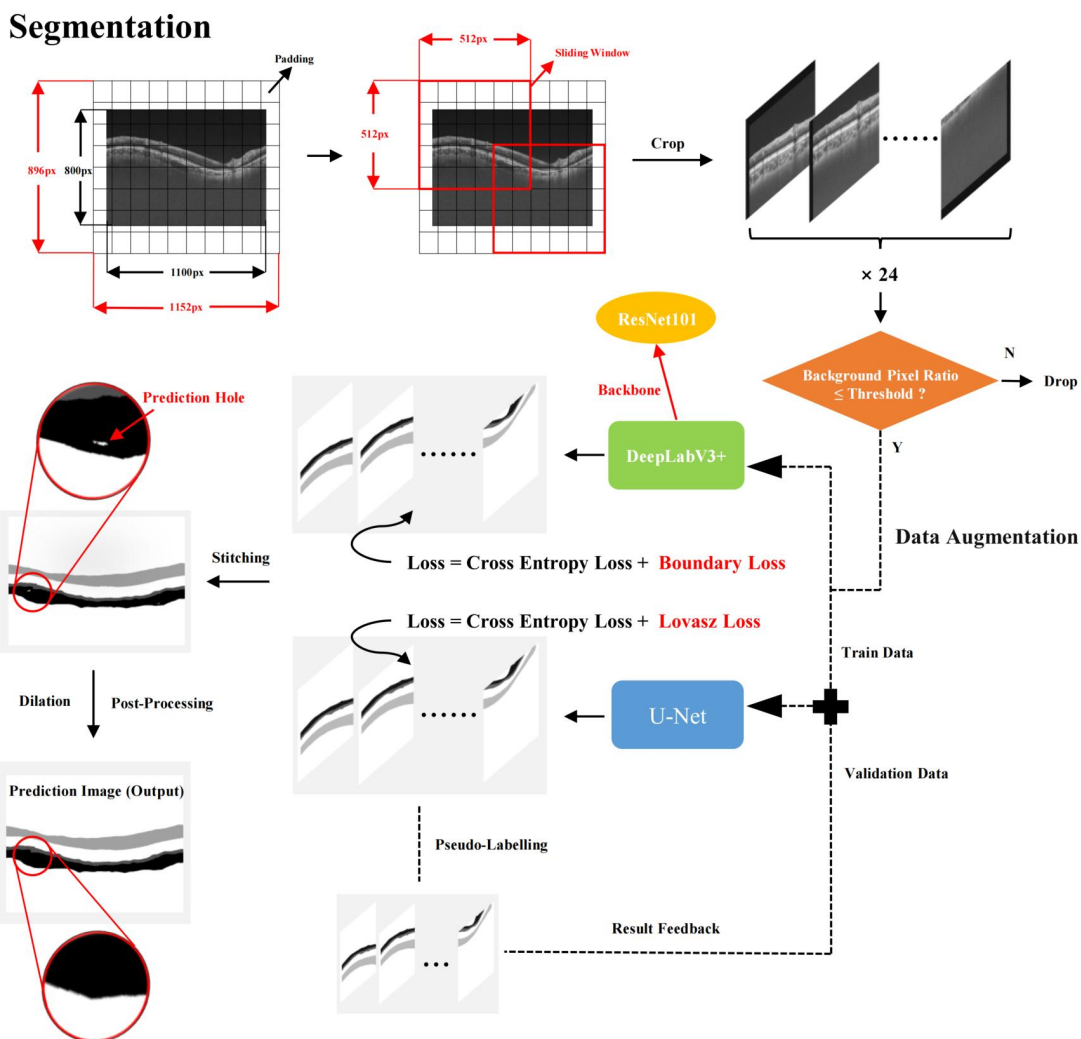 Segmentation
512px
Padding
Sliding Window
512px
896px
800px
1100px
1152px
Crop
× 24
ResNet101
Backbone
Background Pixel Ratio
≤ Threshold ?
N
Drop
Y
Prediction Hole
DeepLabV3+
Data Augmentation
Stitching
Loss = Cross Entropy Loss + Boundary Loss
Loss = Cross Entropy Loss + Lovasz Loss
Train Data
Dilation
Post-Processing
U-Net
Validation Data
Prediction Image (Output)
Pseudo-Labelling
Result Feedback